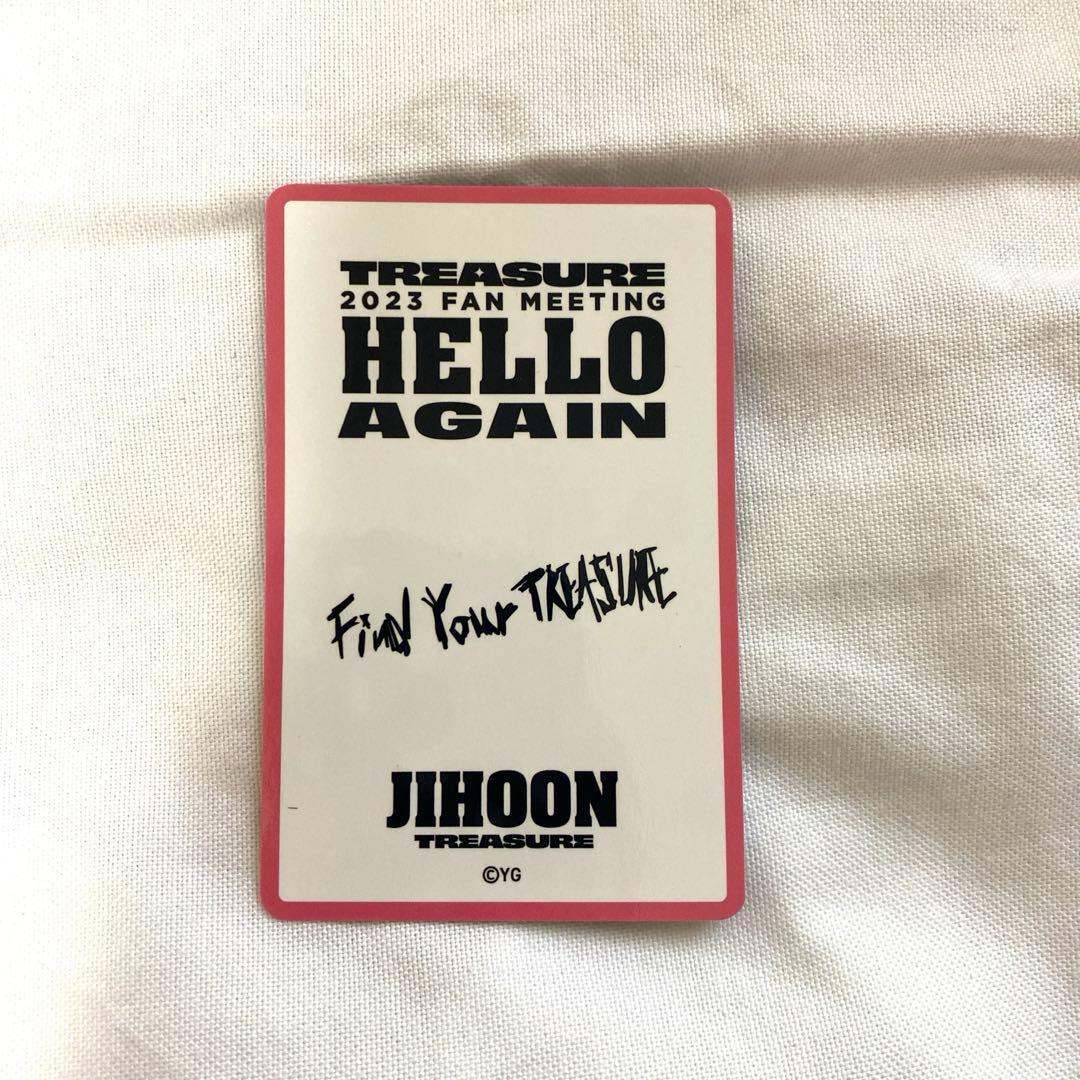 TREASURE
2023 FAN MEETING
HELLO
AGAIN
Find Your TREASURE
JIHOON
TREASURE
©YG